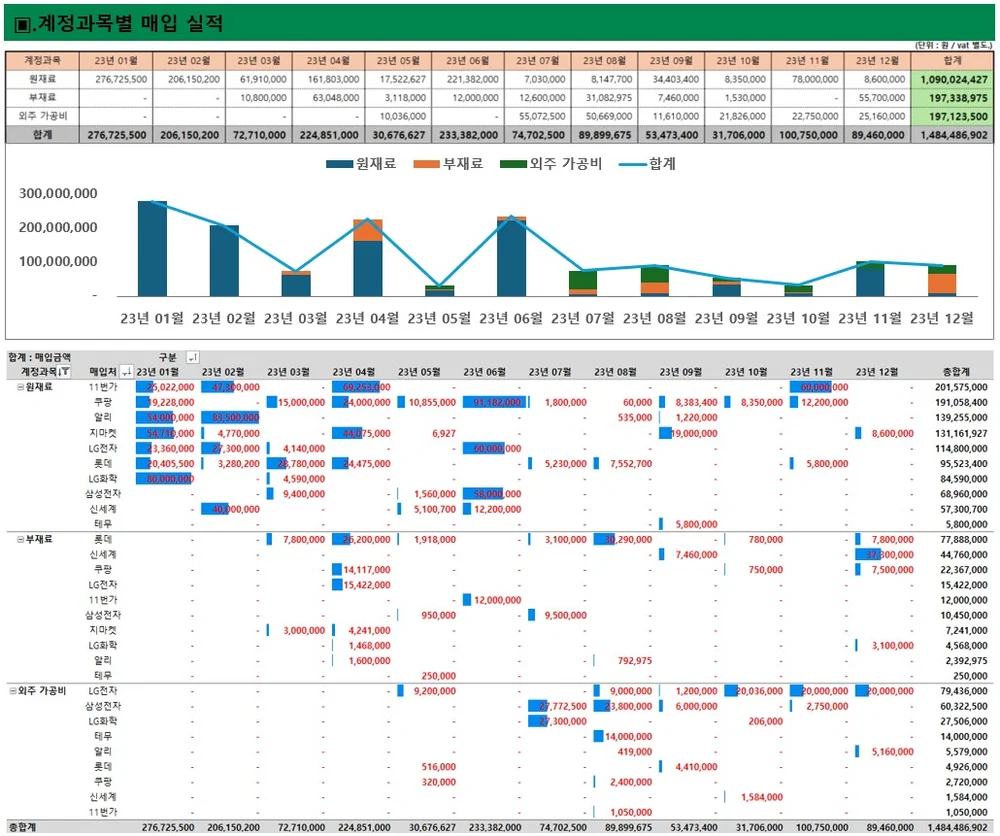 ▣.계정과목별 매입 실적
(단위 : 원 / vat 별도.)
계정과목 23년 01월 23년 02월 23년 03월 23년 04월 23년 05월 23년 06월 23년 07월 23년 08월 23년 09월 23년 10월 23년 11월 23년 12월 합계
원재료 276,725,500 206,150,200 61,910,000 161,803,000 17,522,627 221,382,000 7,030,000 8,147,700 34,403,400 8,350,000 78,000,000 8,600,000 1,090,024,427
부재료 - - 10,800,000 63,048,000 3,118,000 12,000,000 12,600,000 31,082,975 7,460,000 1,530,000 - 55,700,000 197,338,975
외주 가공비 - - - - 10,036,000 - 55,072,500 50,669,000 11,610,000 21,826,000 22,750,000 25,160,000 197,123,500
합계 276,725,500 206,150,200 72,710,000 224,851,000 30,676,627 233,382,000 74,702,500 89,899,675 53,473,400 31,706,000 100,750,000 89,460,000 1,484,486,902
원재료 부재료 외주 가공비 합계
300,000,000
200,000,000
100,000,000
-
23년 01월 23년 02월 23년 03월 23년 04월 23년 05월 23년 06월 23년 07월 23년 08월 23년 09월 23년 10월 23년 11월 23년 12월
합계 : 매입금액 구분
계정과목 매입처 23년 01월 23년 02월 23년 03월 23년 04월 23년 05월 23년 06월 23년 07월 23년 08월 23년 09월 23년 10월 23년 11월 23년 12월 총합계
원재료 11번가 25,022,000 47,300,000 - 69,253,000 - - - - - - 60,000,000 - 201,575,000
쿠팡 19,228,000 - 15,000,000 24,000,000 10,855,000 91,182,000 1,800,000 60,000 8,383,400 8,350,000 12,200,000 - 191,058,400
알리 54,000,000 83,500,000 - - - - - 535,000 1,220,000 - - - 139,255,000
지마켓 54,710,000 4,770,000 - 44,075,000 6,927 - - - 19,000,000 - - 8,600,000 131,161,927
LG전자 23,360,000 27,300,000 4,140,000 - - 60,000,000 - - - - - - 114,800,000
롯데 20,405,500 3,280,200 28,780,000 24,475,000 - - 5,230,000 7,552,700 - - 5,800,000 - 95,523,400
LG화학 80,000,000 - 4,590,000 - - - - - - - - - 84,590,000
삼성전자 - - 9,400,000 - 1,560,000 58,000,000 - - - - - - 68,960,000
신세계 - 40,000,000 - - 5,100,700 12,200,000 - - - - - - 57,300,700
테무 - - - - - - - - 5,800,000 - - - 5,800,000
부재료 롯데 - - 7,800,000 26,200,000 1,918,000 - 3,100,000 30,290,000 - 780,000 - 7,800,000 77,888,000
신세계 - - - - - - - - 7,460,000 - - 37,300,000 44,760,000
쿠팡 - - - 14,117,000 - - - - - 750,000 - 7,500,000 22,367,000
LG전자 - - - 15,422,000 - - - - - - - - 15,422,000
11번가 - - - - - 12,000,000 - - - - - - 12,000,000
삼성전자 - - - - 950,000 - 9,500,000 - - - - - 10,450,000
지마켓 - - 3,000,000 4,241,000 - - - - - - - - 7,241,000
LG화학 - - - 1,468,000 - - - - - - - 3,100,000 4,568,000
알리 - - - 1,600,000 - - - 792,975 - - - - 2,392,975
테무 - - - - 250,000 - - - - - - - 250,000
외주 가공비 LG전자 - - - - 9,200,000 - - 9,000,000 1,200,000 20,036,000 20,000,000 20,000,000 79,436,000
삼성전자 - - - - - - 27,772,500 23,800,000 6,000,000 - 2,750,000 - 60,322,500
LG화학 - - - - - - 27,300,000 - - 206,000 - - 27,506,000
테무 - - - - - - - 14,000,000 - - - - 14,000,000
알리 - - - - - - - 419,000 - - - 5,160,000 5,579,000
롯데 - - - - 516,000 - - - 4,410,000 - - - 4,926,000
쿠팡 - - - - 320,000 - - 2,400,000 - - - - 2,720,000
신세계 - - - - - - - - - 1,584,000 - - 1,584,000
11번가 - - - - - - - 1,050,000 - - - - 1,050,000
총합계 276,725,500 206,150,200 72,710,000 224,851,000 30,676,627 233,382,000 74,702,500 89,899,675 53,473,400 31,706,000 100,750,000 89,460,000 1,484,486,902